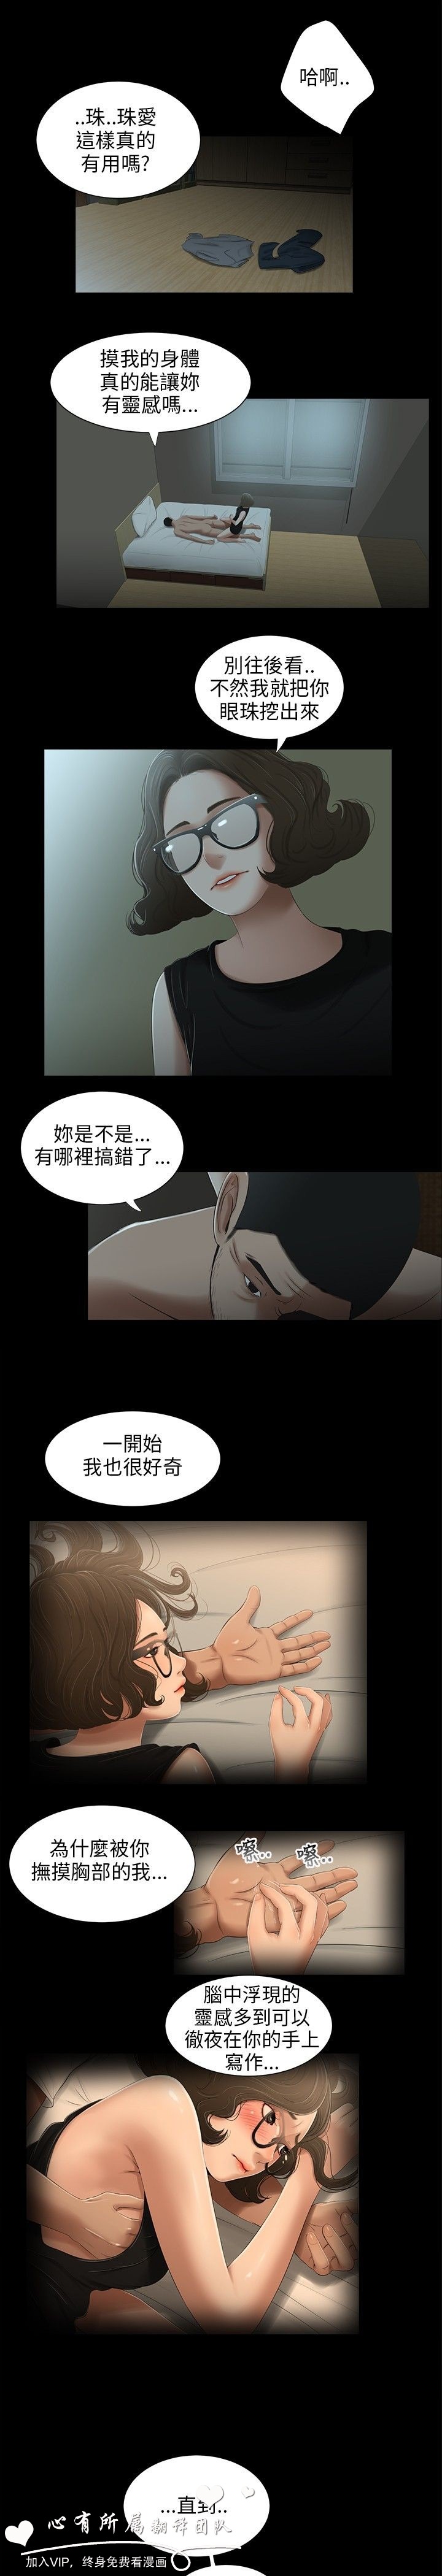 哈啊..
..珠..珠愛
這樣真的
有用嗎?
摸我的身體
真的能讓妳
有靈感嗎...
別往後看..
不然我就把你
眼珠挖出來
妳是不是...
有哪裡搞錯了...
一開始
我也很好奇
為什麼被你
撫摸胸部的我...
嚓..
嚓..
腦中浮現的
靈感多到可以
徹夜在你的手上
寫作...
...直到..
心有所属翻译团队
加入VIP，终身免费看漫画